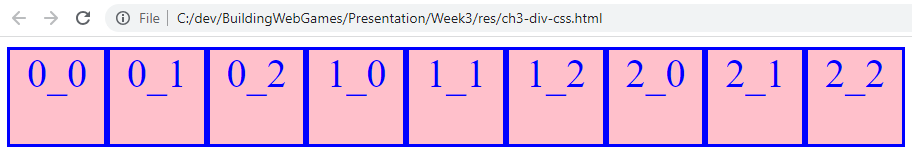 File | C:/dev/BuildingWebGames/Presentation/Week3/res/ch3-div-css.html
0_0 0_1 0_2 1_0 1_1 1_2 2_0 2_1 2_2